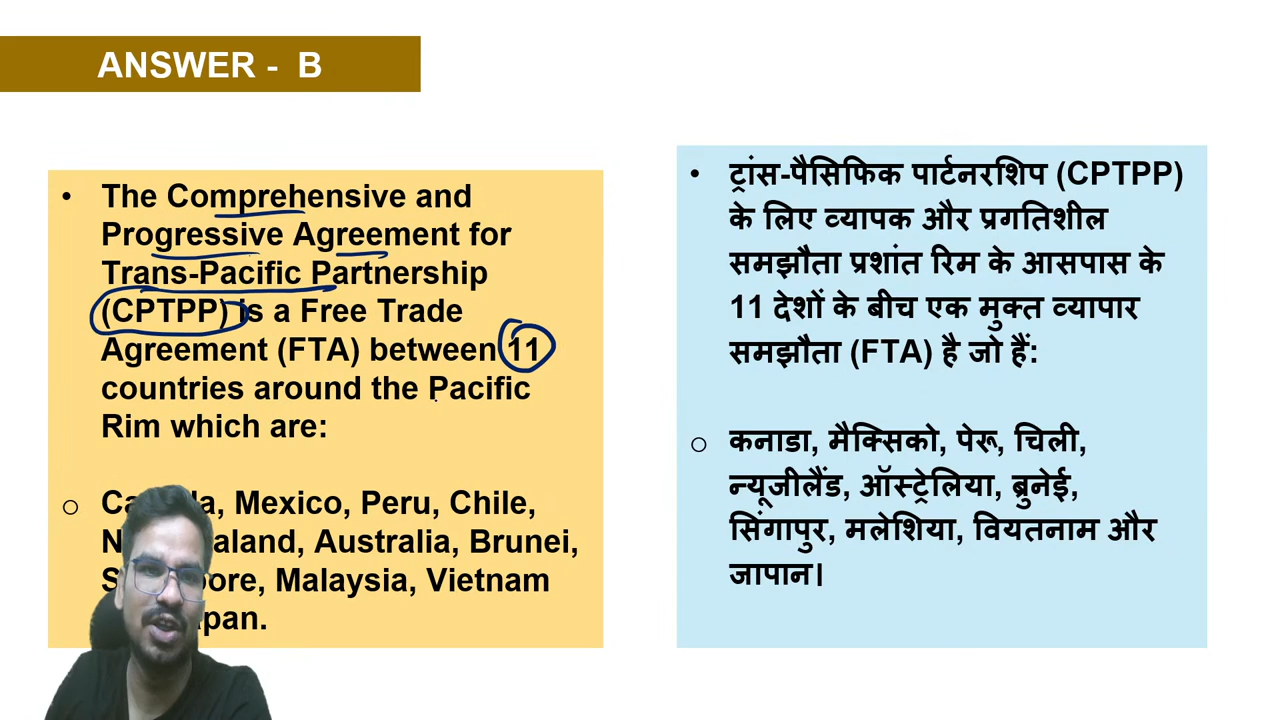 ANSWER - B
• The Comprehensive and
Progressive Agreement for
Trans-Pacific Partnership
(CPTPP) is a Free Trade
Agreement (FTA) between 11
countries around the Pacific
Rim which are:
○ Mexico, Peru, Chile,
Australia, Brunei,
Malaysia, Vietnam
• ट्रांस-पैसिफिक पार्टनरशिप (CPTPP)
के लिए व्यापक और प्रगतिशील
समझौता प्रशांत रिम के आसपास के
11 देशों के बीच एक मुक्त व्यापार
समझौता (FTA) है जो हैं:
○ कनाडा, मैक्सिको, पेरू, चिली,
न्यूजीलैंड, ऑस्ट्रेलिया, ब्रुनेई,
सिंगापुर, मलेशिया, वियतनाम और
जापान।